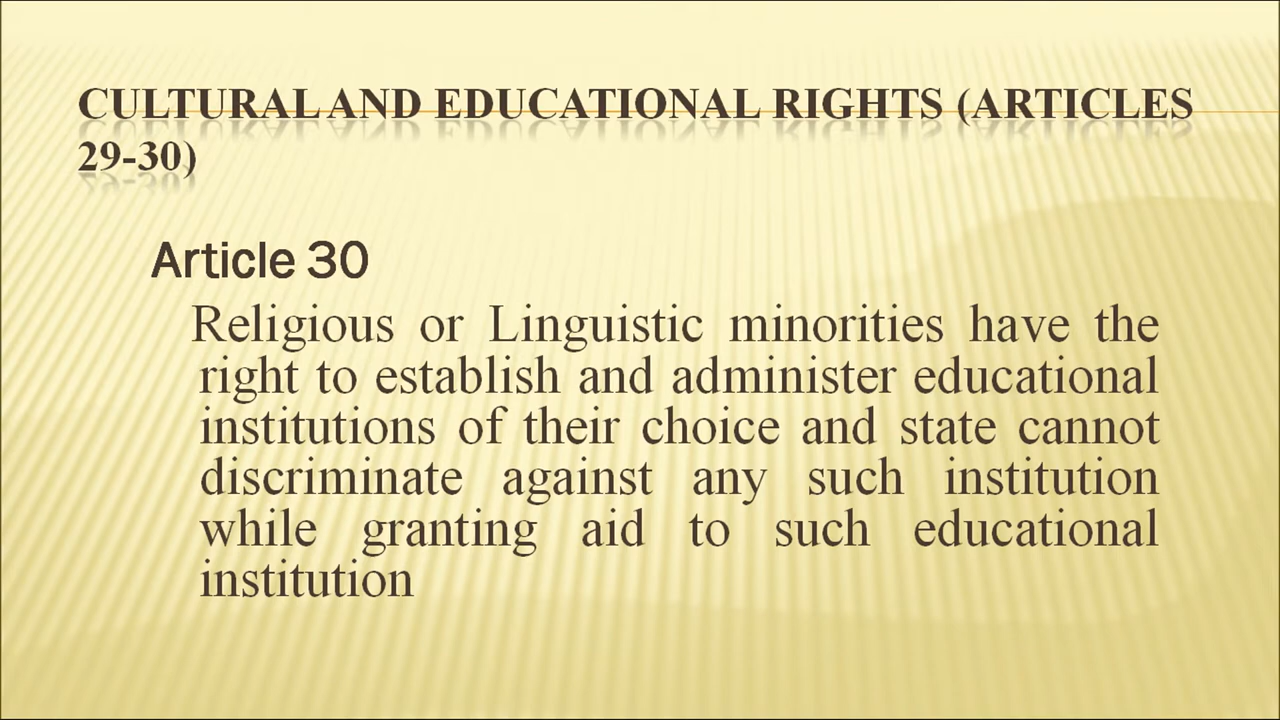 CULTURAL AND EDUCATIONAL RIGHTS (ARTICLES
29-30)
Article 30
Religious or Linguistic minorities have the
right to establish and administer educational
institutions of their choice and state cannot
discriminate against any such institution
while granting aid to such educational
institution